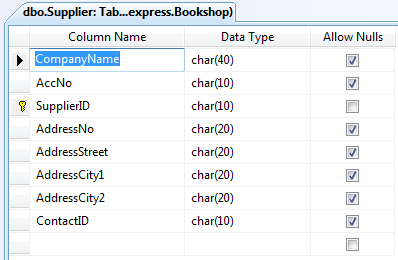 dbo.Supplier: Tab...express.Bookshop)
Column Name Data Type Allow Nulls
CompanyName char(40)
AccNo char(10)
SupplierID char(10)
AddressNo char(20)
AddressStreet char(20)
AddressCity1 char(20)
AddressCity2 char(20)
ContactID char(10)